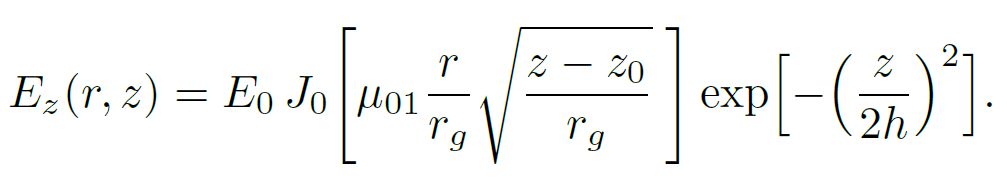 $E_z(r, z) = E_0 \, J_0 \left[ \mu_{01} \frac{r}{r_g} \sqrt{\frac{z - z_0}{r_g}} \, \right] \exp\left[ -\left( \frac{z}{2h} \right)^2 \right].$